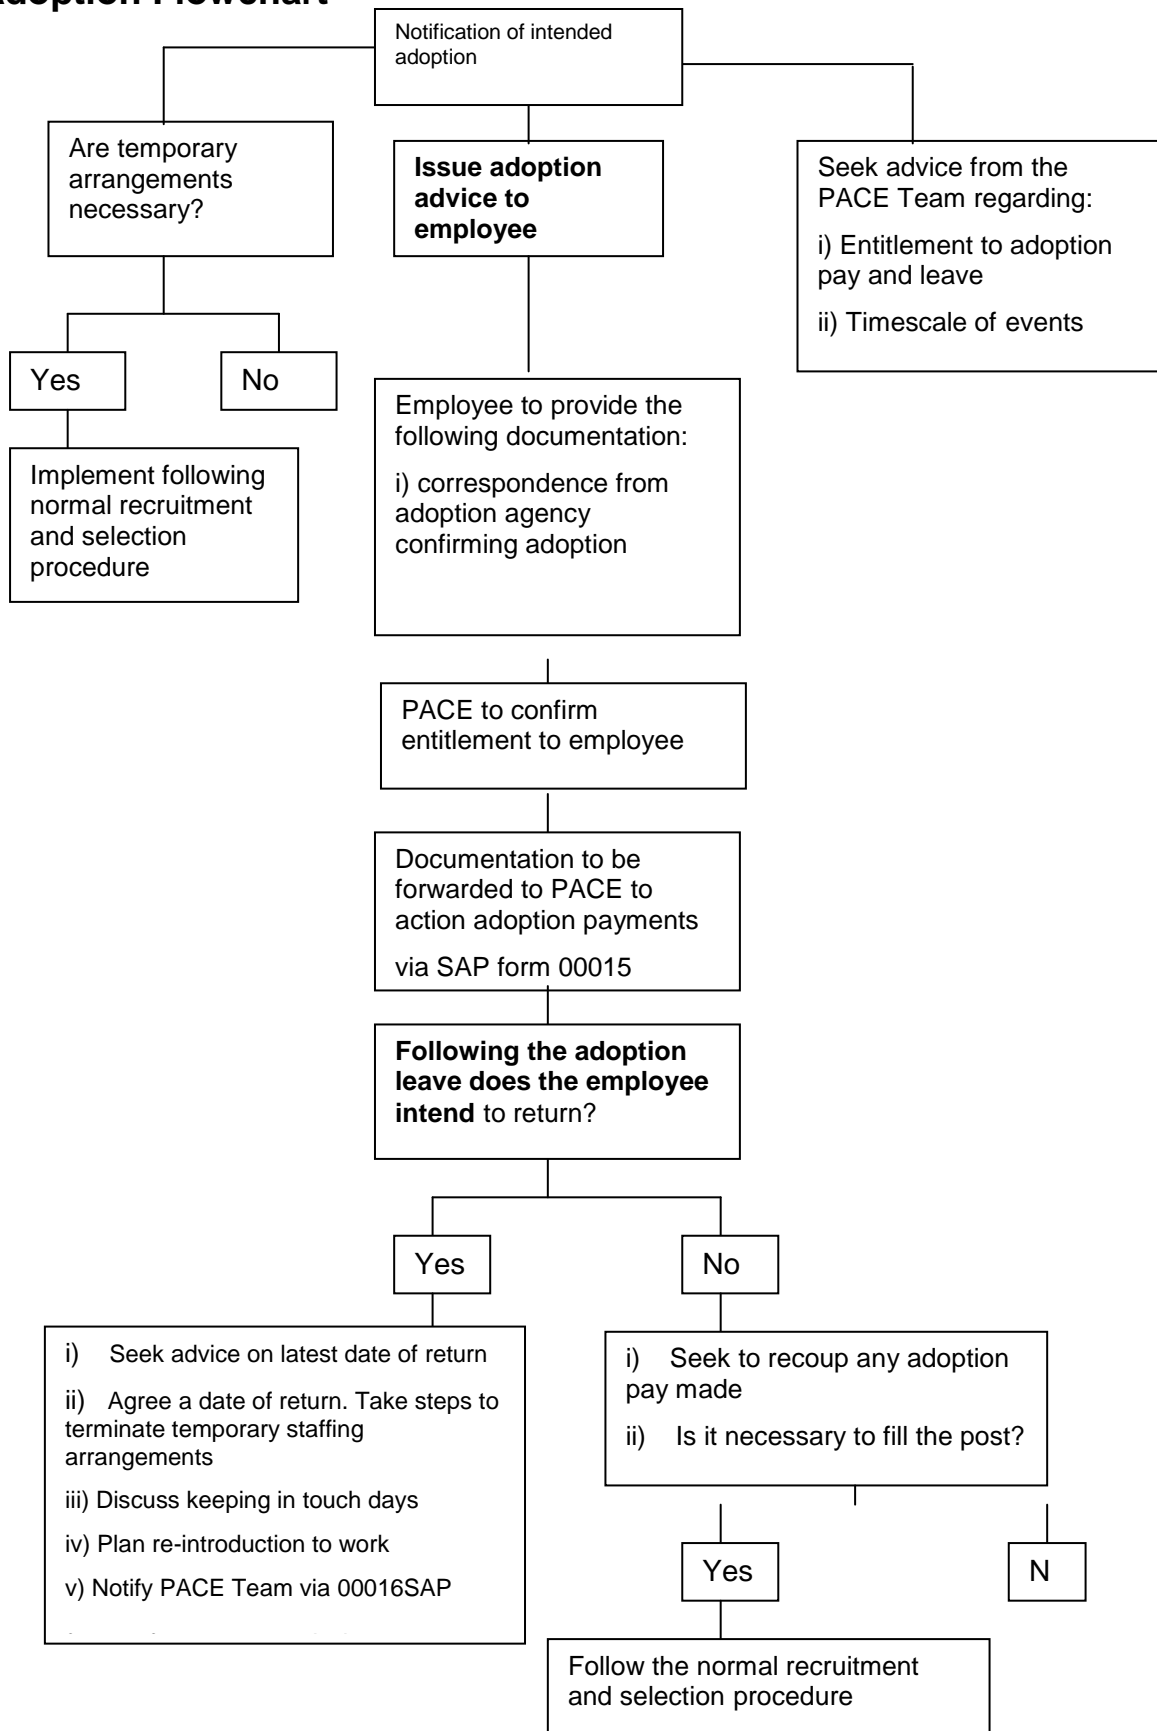 Adoption Flowchart
Notification of intended
adoption
Are temporary
arrangements
necessary?
Issue adoption
advice to
employee
Seek advice from the
PACE Team regarding:
i) Entitlement to adoption
pay and leave
ii) Timescale of events
Yes
No
Implement following
normal recruitment
and selection
procedure
Employee to provide the
following documentation:
i) correspondence from
adoption agency
confirming adoption
PACE to confirm
entitlement to employee
Documentation to be
forwarded to PACE to
action adoption payments
via SAP form 00015
Following the adoption
leave does the employee
intend to return?
Yes
No
i) Seek advice on latest date of return
ii) Agree a date of return. Take steps to
terminate temporary staffing
arrangements
iii) Discuss keeping in touch days
iv) Plan re-introduction to work
v) Notify PACE Team via 00016SAP
i) Seek to recoup any adoption
pay made
ii) Is it necessary to fill the post?
Yes
N
Follow the normal recruitment
and selection procedure